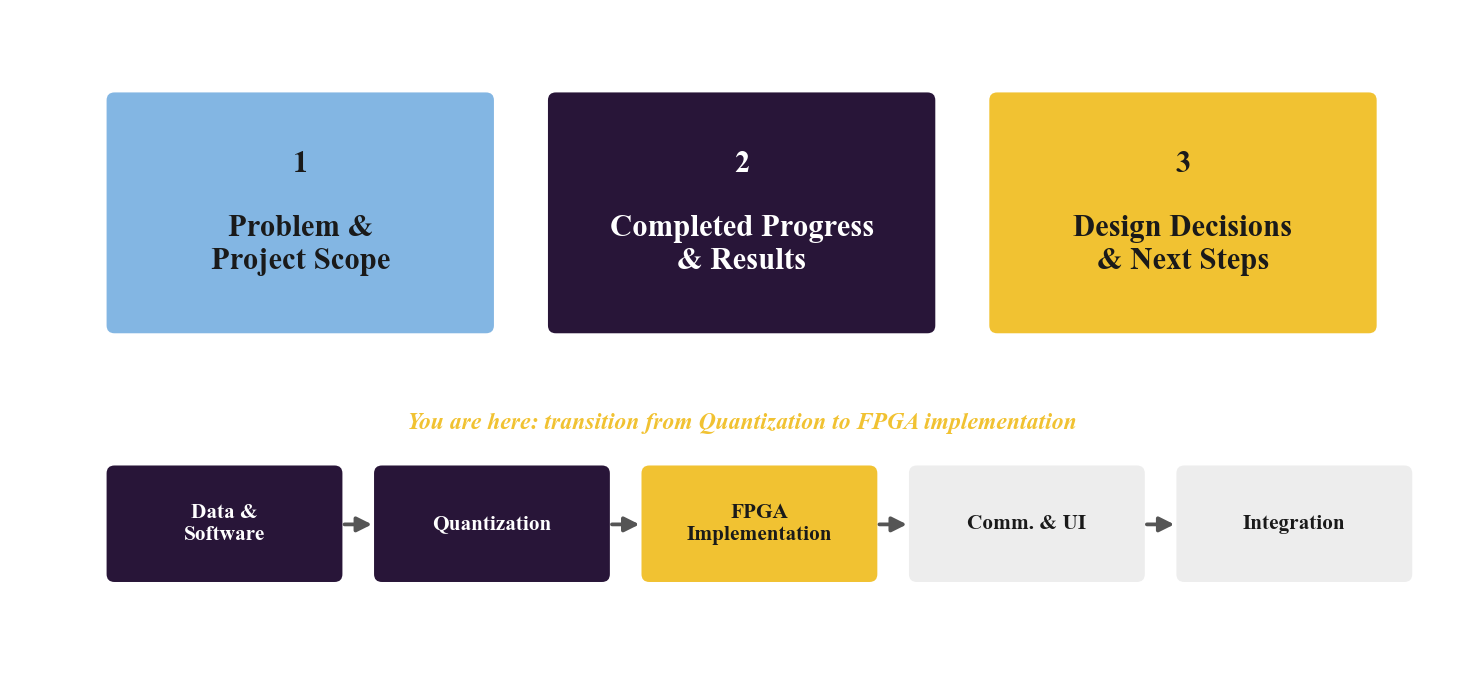 1
Problem &
Project Scope
2
Completed Progress
& Results
3
Design Decisions
& Next Steps
You are here: transition from Quantization to FPGA implementation
Data &
Software
Quantization
FPGA
Implementation
Comm. & UI
Integration